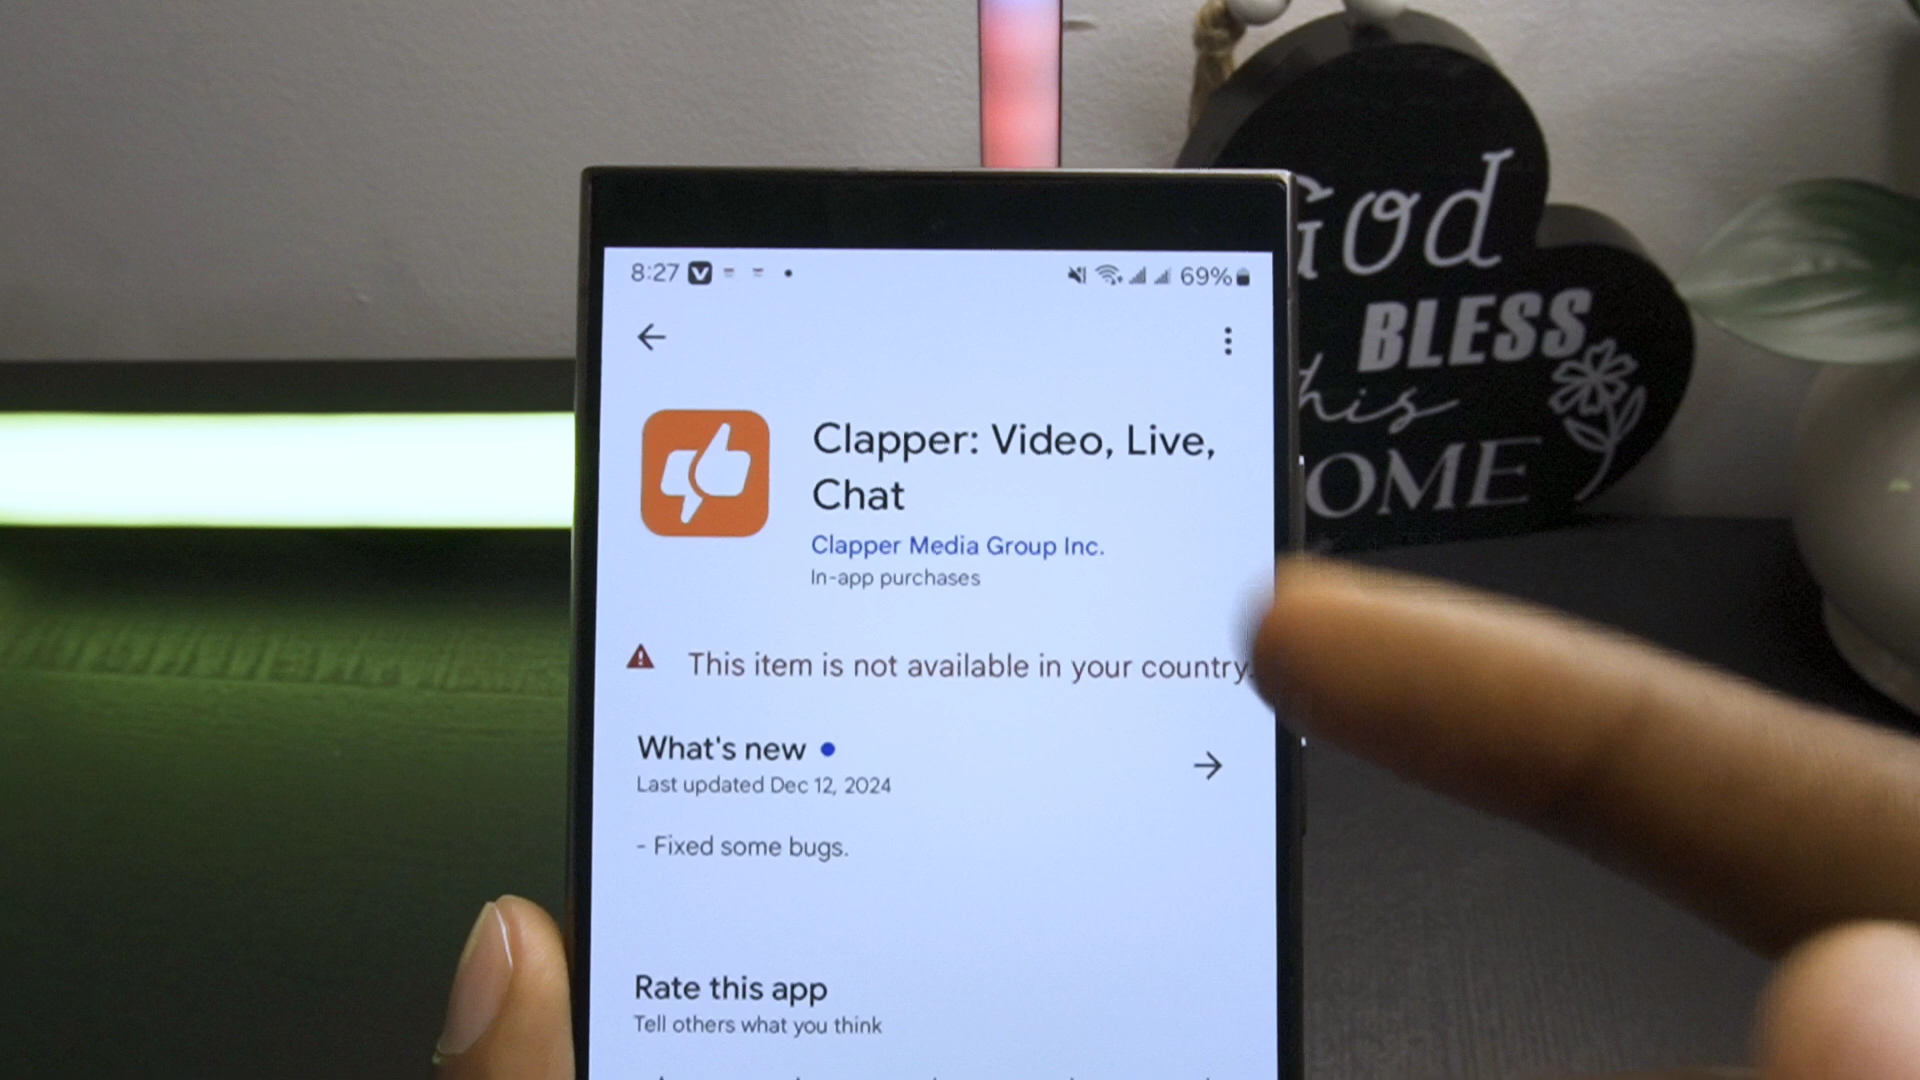 8:27
69%
Clapper: Video, Live,
Chat
Clapper Media Group Inc.
In-app purchases
This item is not available in your country.
What's new
Last updated Dec 12, 2024
- Fixed some bugs.
Rate this app
Tell others what you think
God
BLESS
this
OME